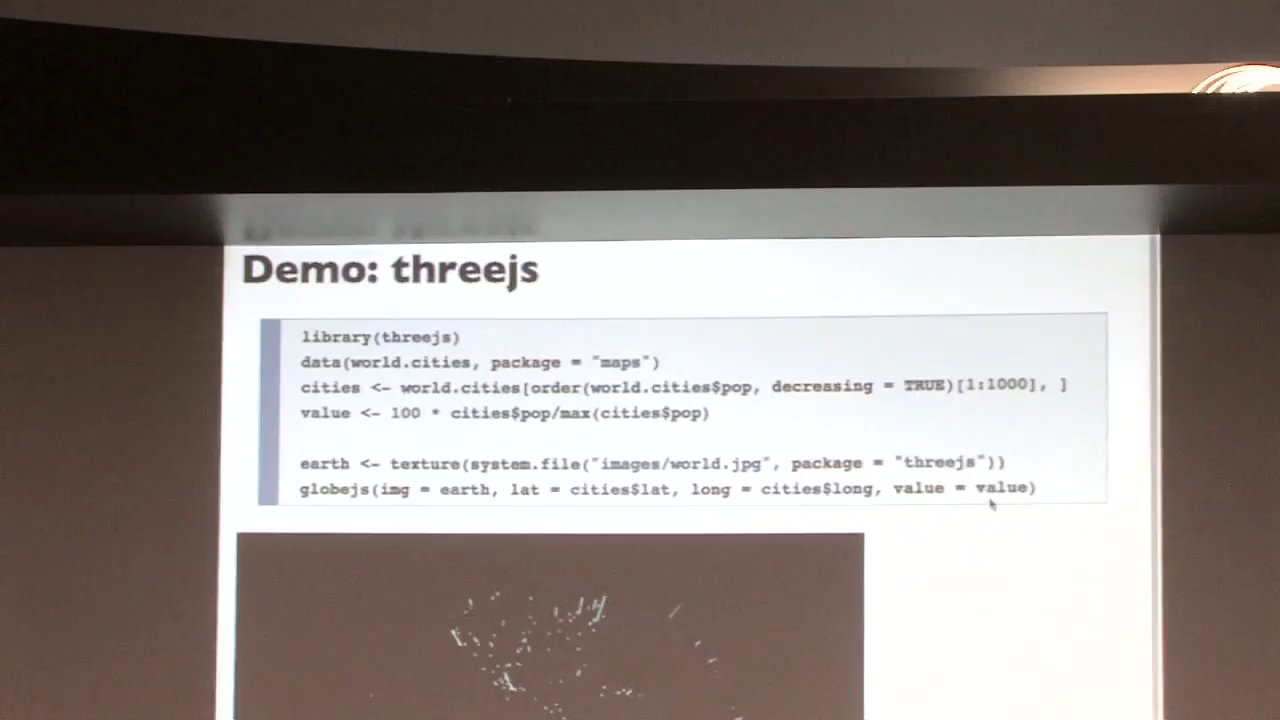 Demo: threejs
library(threejs)
data(world.cities, package = "maps")
cities <- world.cities[order(world.cities$pop, decreasing = TRUE)[1:1000], ]
value <- 100 * cities$pop/max(cities$pop)
earth <- texture(system.file("images/world.jpg", package = "threejs"))
globejs(img = earth, lat = cities$lat, long = cities$long, value = value)